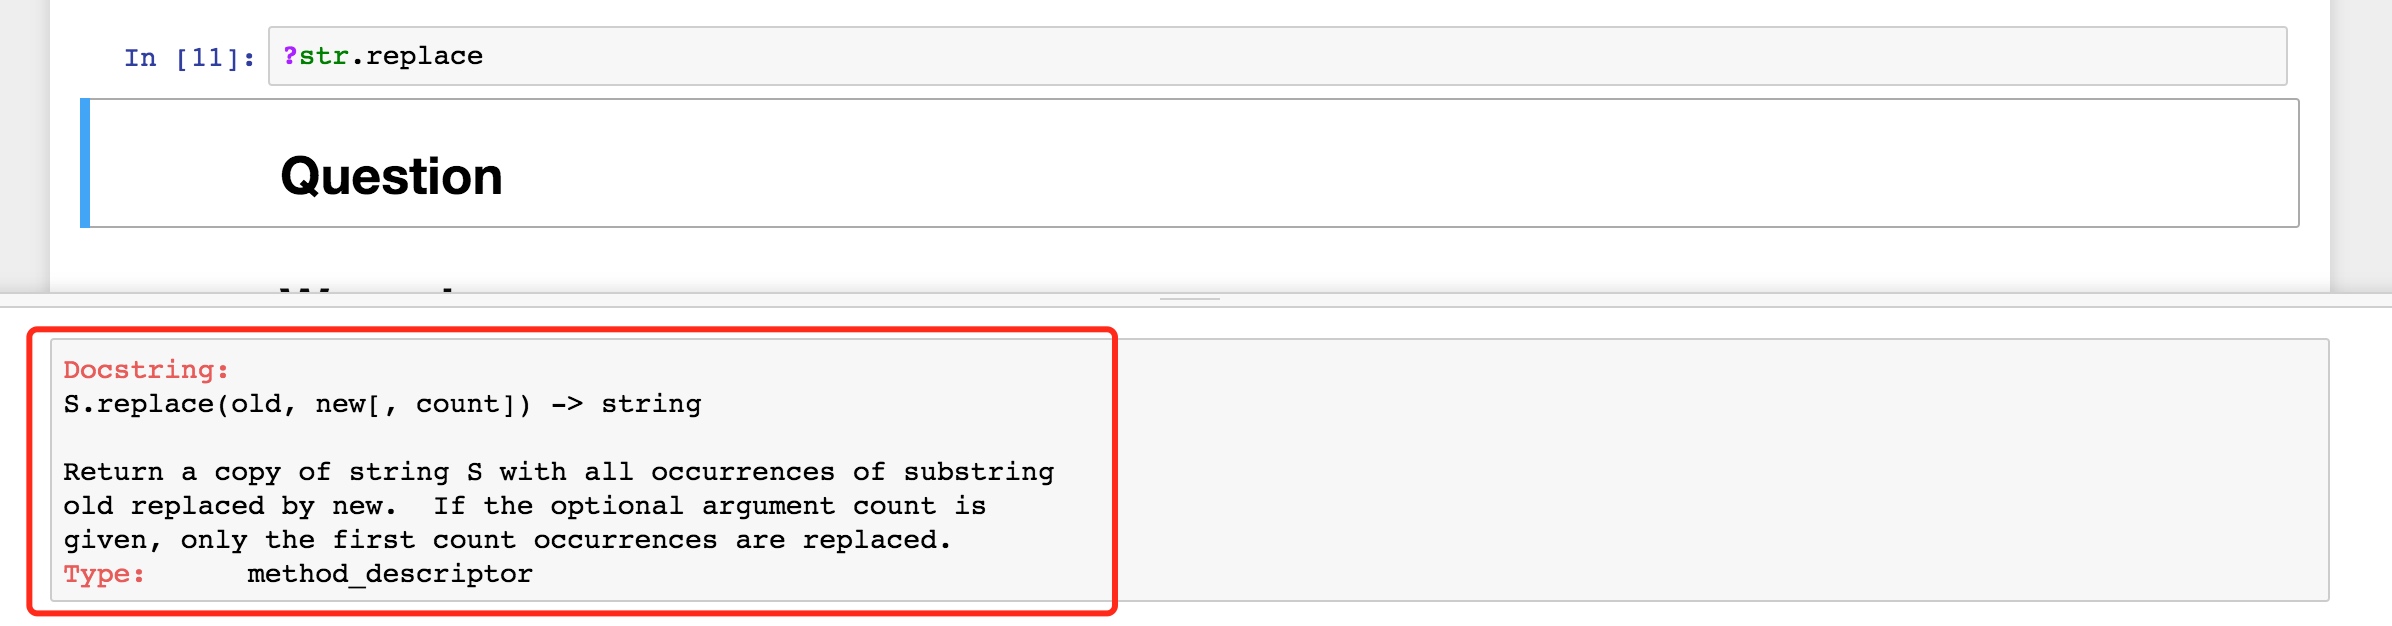 In [11]: ?str.replace
Question
Docstring:
S.replace(old, new[, count]) -> string
Return a copy of string S with all occurrences of substring
old replaced by new.  If the optional argument count is
given, only the first count occurrences are replaced.
Type:      method_descriptor